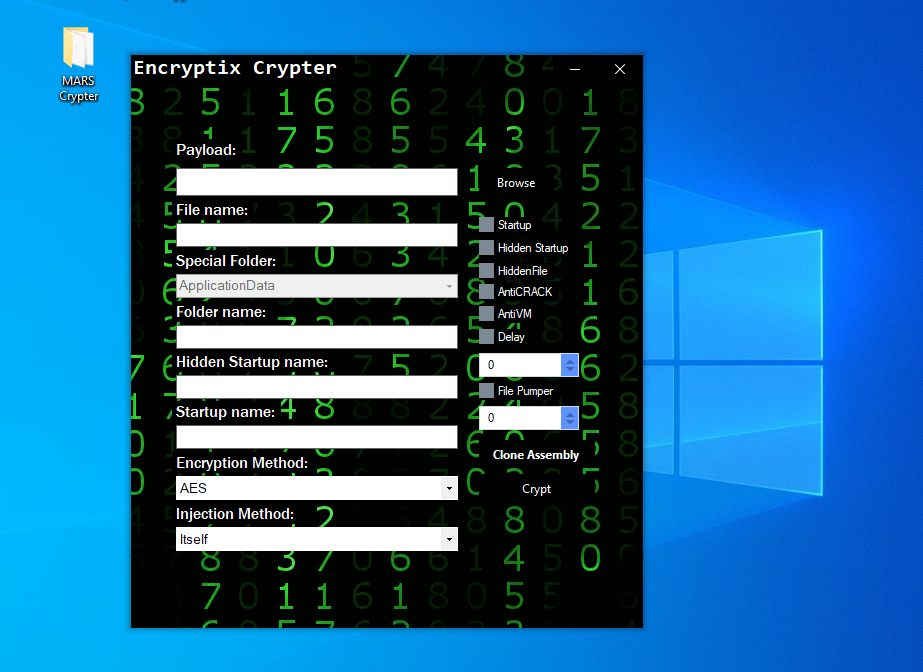 MARS
Crypter
Encryptix Crypter
Payload:
Browse
File name:
Startup
Special Folder:
Hidden Startup
ApplicationData
HiddenFile
Folder name:
AntiCRACK
AntiVM
Delay
Hidden Startup name:
0
File Pumper
Startup name:
0
Encryption Method:
Clone Assembly
AES
Crypt
Injection Method:
Itself